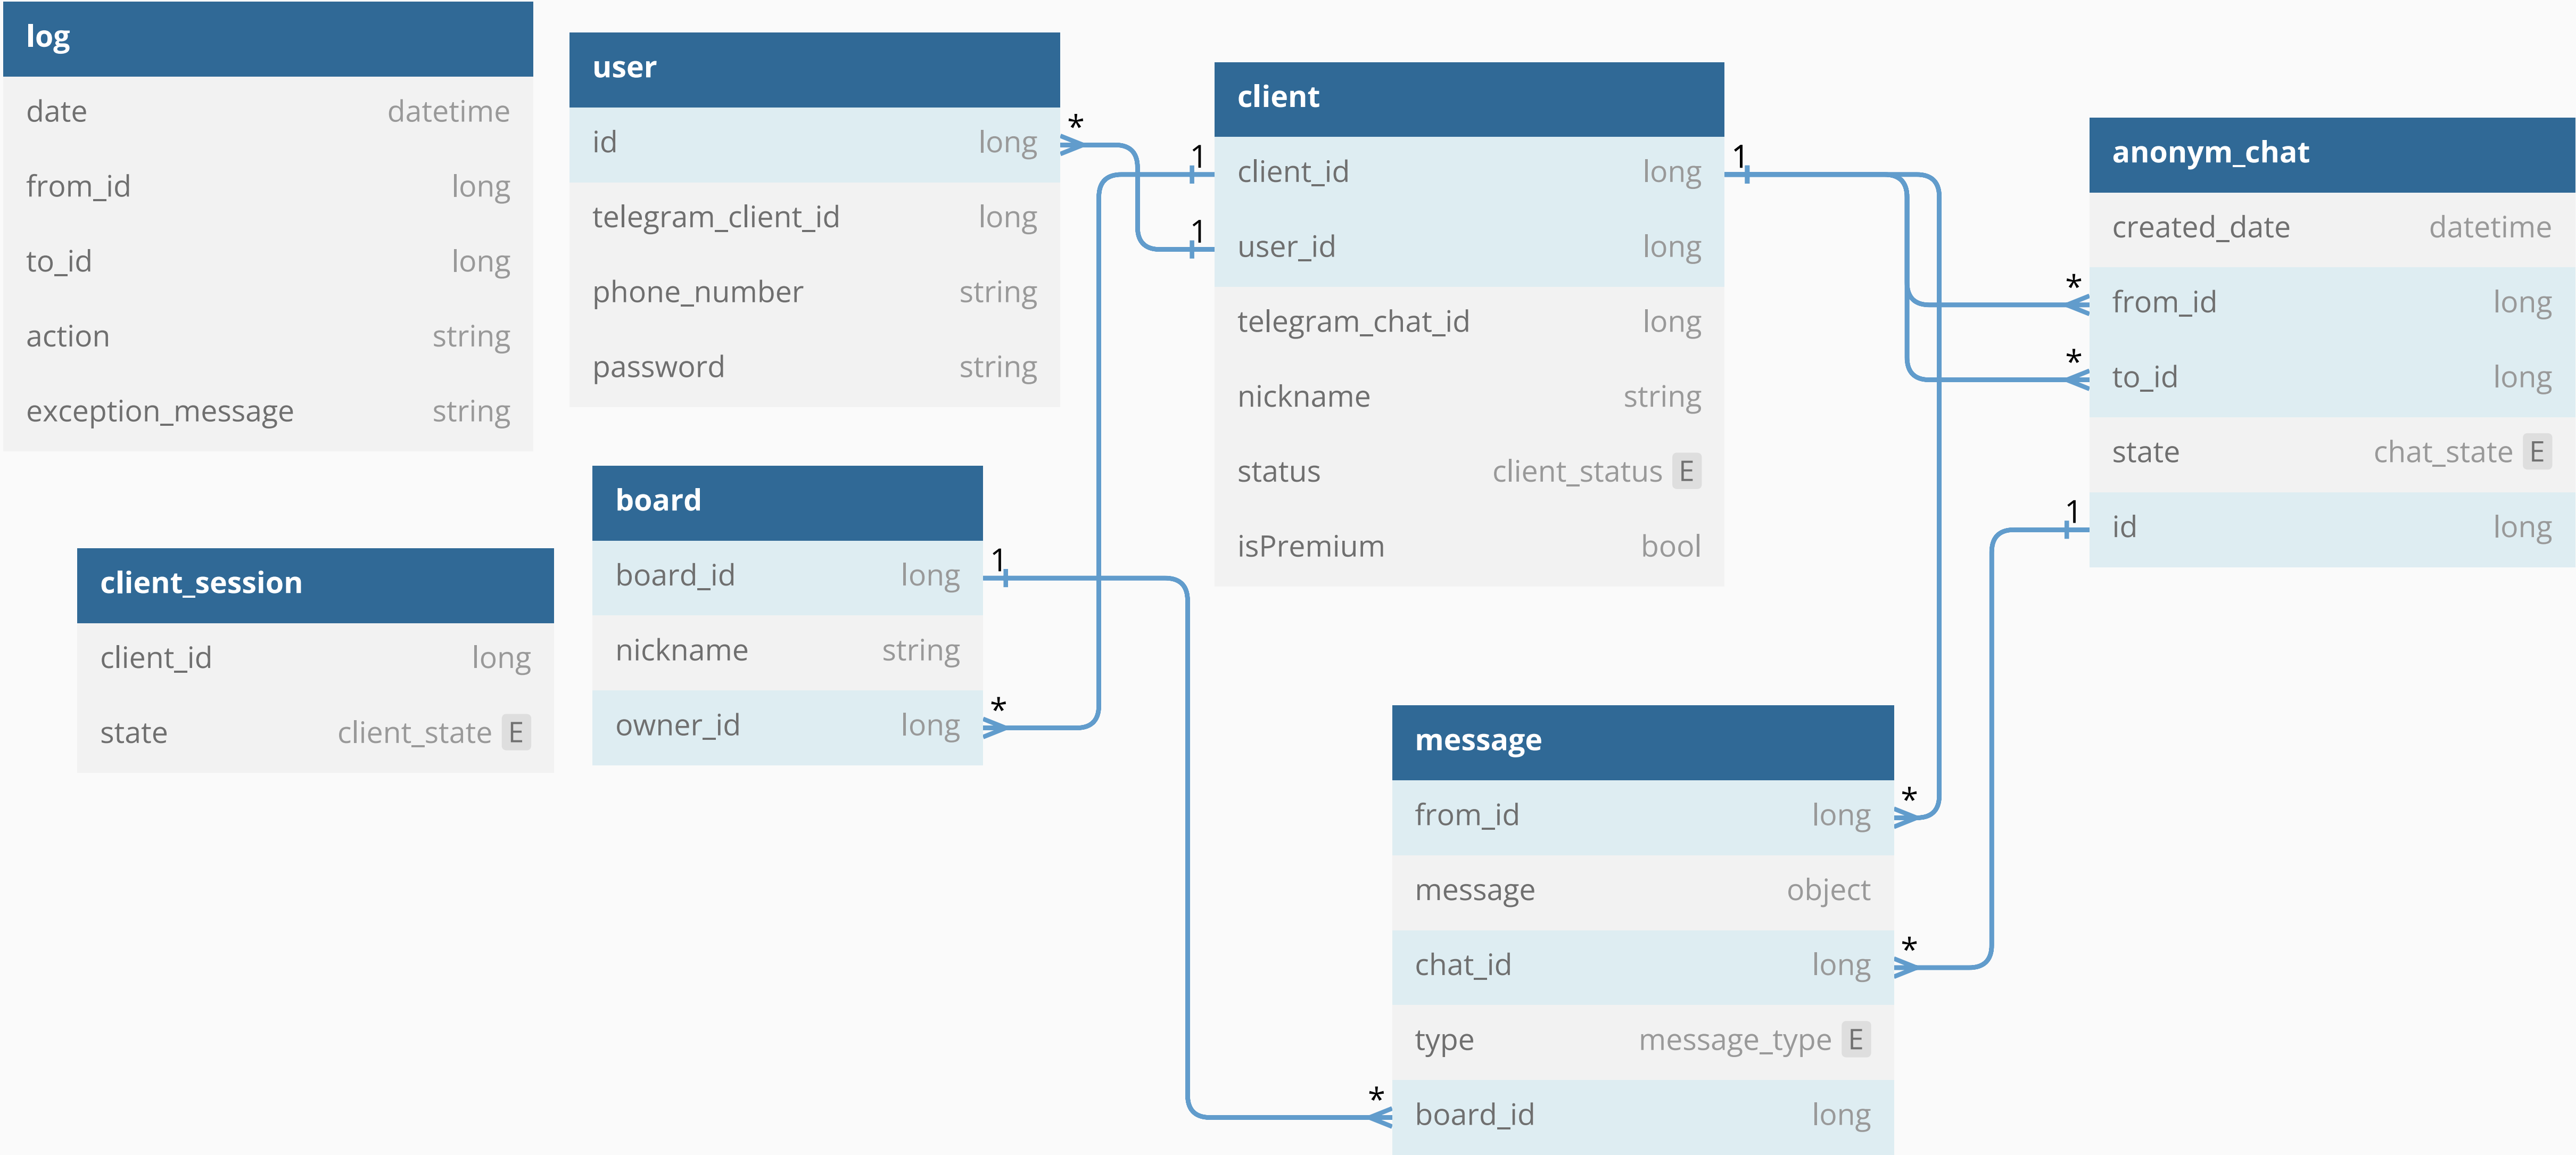 log
date datetime
from_id long
to_id long
action string
exception_message string
user
id long
telegram_client_id long
phone_number string
password string
*
1
1
client
client_id long
user_id long
telegram_chat_id long
nickname string
status client_status E
isPremium bool
1
anonym_chat
created_date datetime
* from_id long
* to_id long
state chat_state E
1 id long
client_session
client_id long
state client_state E
board
board_id long 1
nickname string
owner_id long *
message
from_id long *
message object
chat_id long *
type message_type E
* board_id long